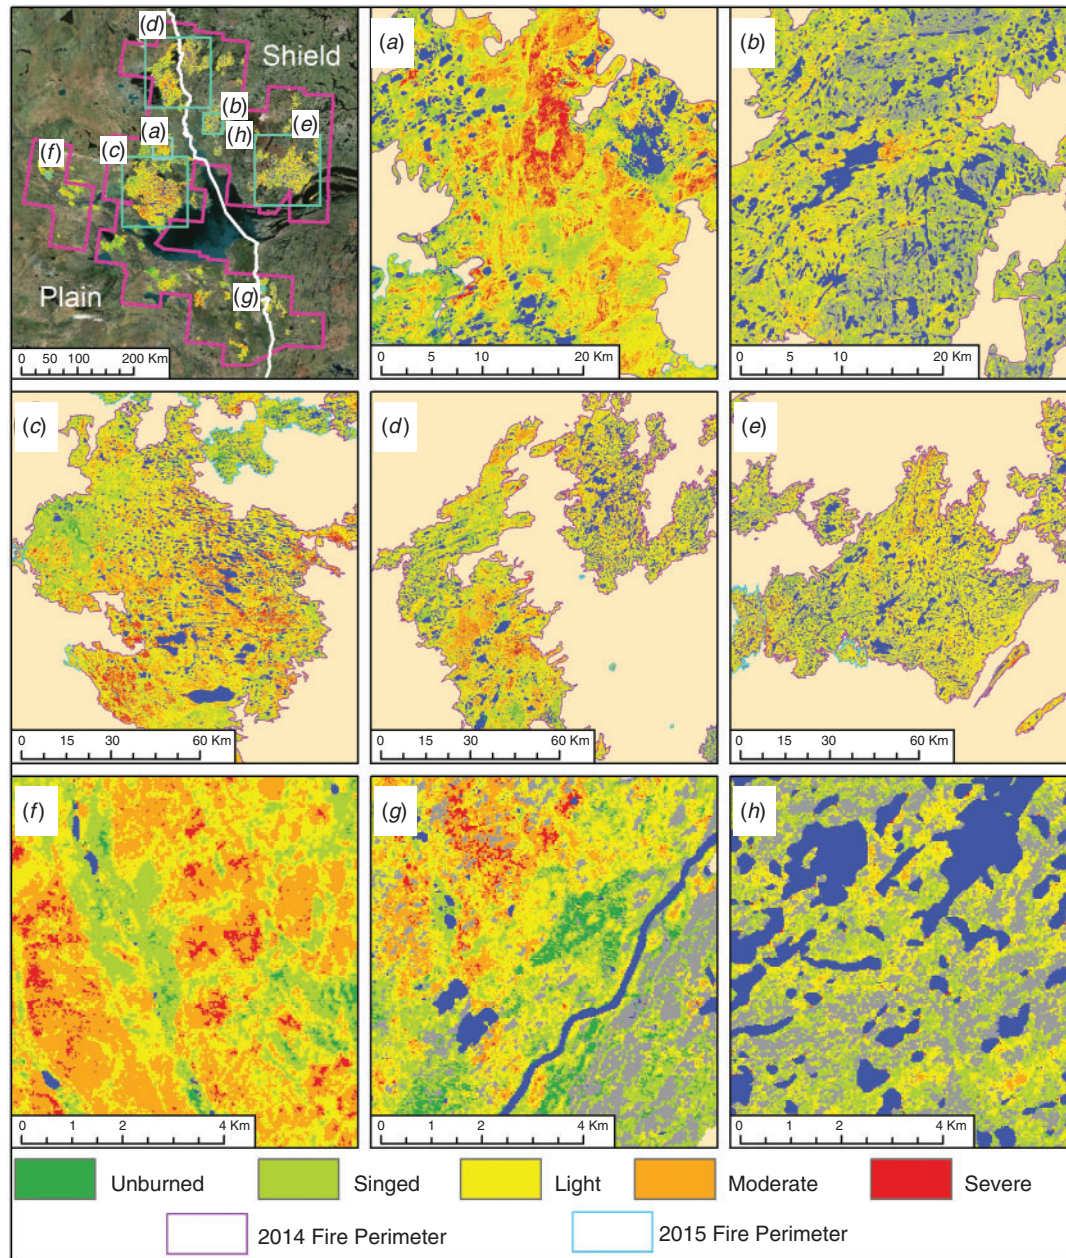 (d)
Shield
(b)
(a)
(h)
(e)
(f)
(c)
Plain
(g)
0 50 100 200 Km
(a)
0 5 10 20 Km
(b)
0 5 10 20 Km
(c)
0 15 30 60 Km
(d)
0 15 30 60 Km
(e)
0 15 30 60 Km
(f)
0 1 2 4 Km
(g)
0 1 2 4 Km
(h)
0 1 2 4 Km
Unburned Singed Light Moderate Severe
2014 Fire Perimeter 2015 Fire Perimeter